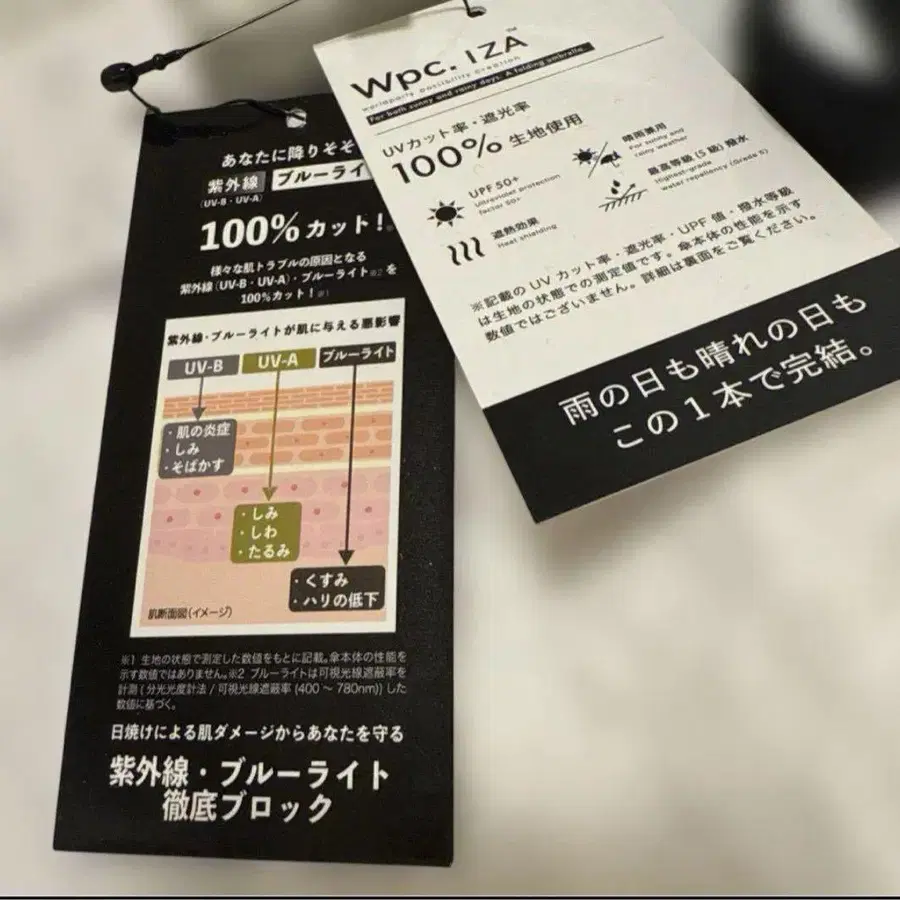 あなたに降りそそ
紫外線 ブルーライ
(UV-B・UV-A)
100%カット!
様々な肌トラブルの原因となる
紫外線(UV-B・UV-A)・ブルーライト※2を
100%カット!※1
紫外線・ブルーライトが肌に与える悪影響
UV-B UV-A ブルーライト
・肌の炎症
・しみ
・そばかす
・しみ
・しわ
・たるみ
・くすみ
・ハリの低下
肌断面図(イメージ)
※1 生地の状態で測定した数値をもとに記載。傘本体の性能を
示す数値ではありません。※2 ブルーライトは可視光線遮蔽率を
計測(分光光度計法/可視光線遮蔽率(400～780nm))した
数値に基づく。
日焼けによる肌ダメージからあなたを守る
紫外線・ブルーライト
徹底ブロック
Wpc. IZA™
worldparty possibility creation
For both sunny and rainy days: A folding umbrella.
UVカット率・遮光率
100%生地使用
UPF50+
Ultraviolet protection
factor 50+
晴雨兼用
For sunny and
rainy weather
遮熱効果
Heat shielding
最高等級(5級)撥水
Highest-grade
water repellency (Grade 5)
※記載のUVカット率・遮光率・UPF値・撥水等級
は生地の状態での測定値です。傘本体の性能を示す
数値ではございません。詳細は裏面をご覧ください。
雨の日も晴れの日も
この1本で完結。